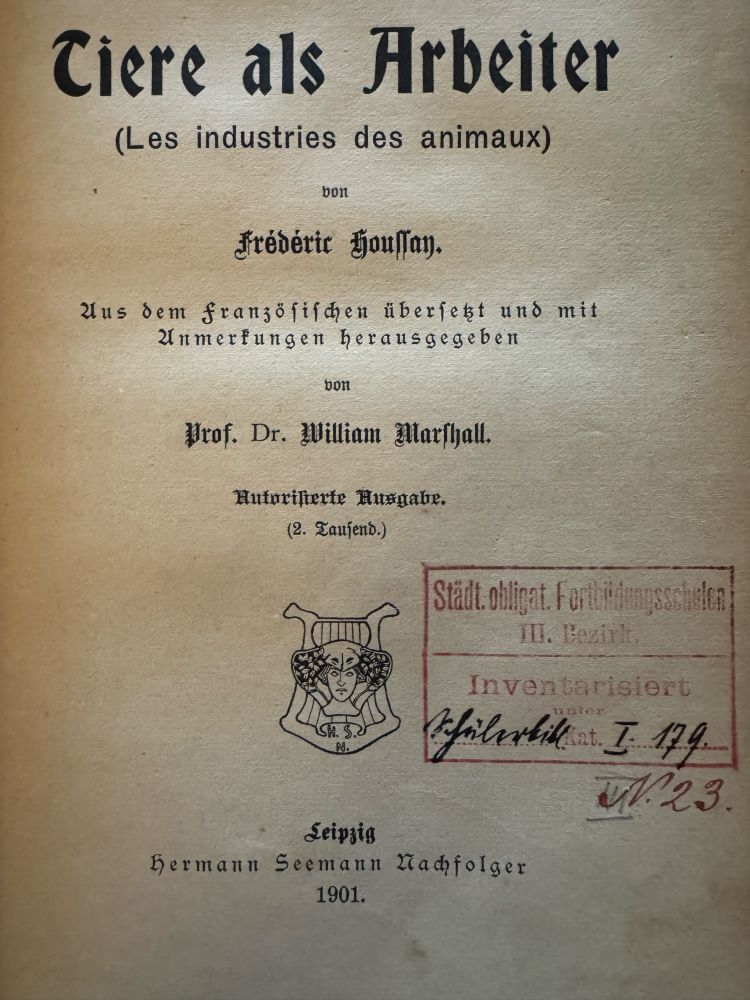 Tiere als Arbeiter
(Les industries des animaux)
von
Frédéric Houssay.
Aus dem Französischen übersetzt und mit
Anmerkungen herausgegeben
von
Prof. Dr. William Marshall.
Autorisierte Ausgabe.
(2. Tausend.)
H. S.
N.
Städt. obligat. Fortbildungsschulen
III. Bezirk.
Inventarisiert
unter
Schülerbibl Kat. I. 179.
N. 23.
Leipzig
Hermann Seemann Nachfolger
1901.